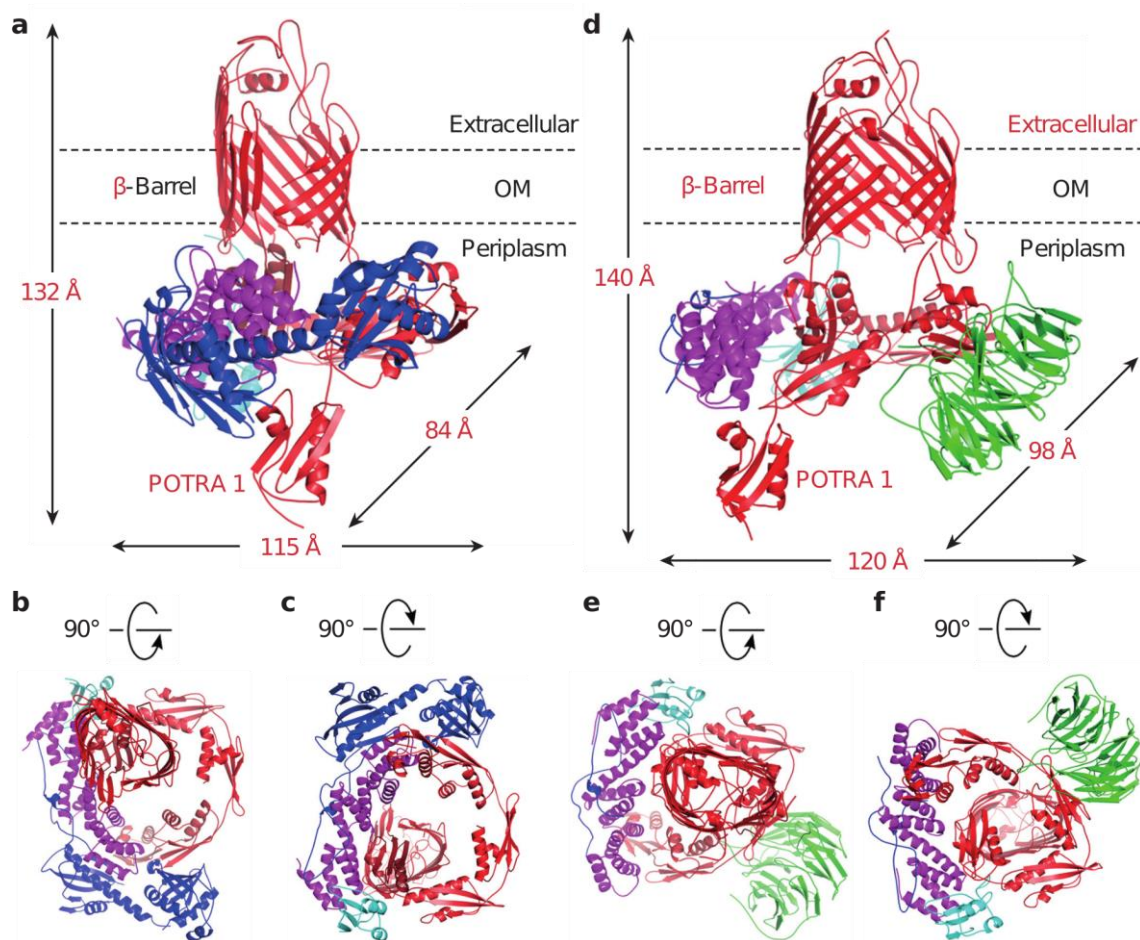 a
Extracellular
β-Barrel
OM
Periplasm
132 Å
84 Å
POTRA 1
115 Å
d
Extracellular
β-Barrel
OM
Periplasm
140 Å
98 Å
POTRA 1
120 Å
b
90°
c
90°
e
90°
f
90°